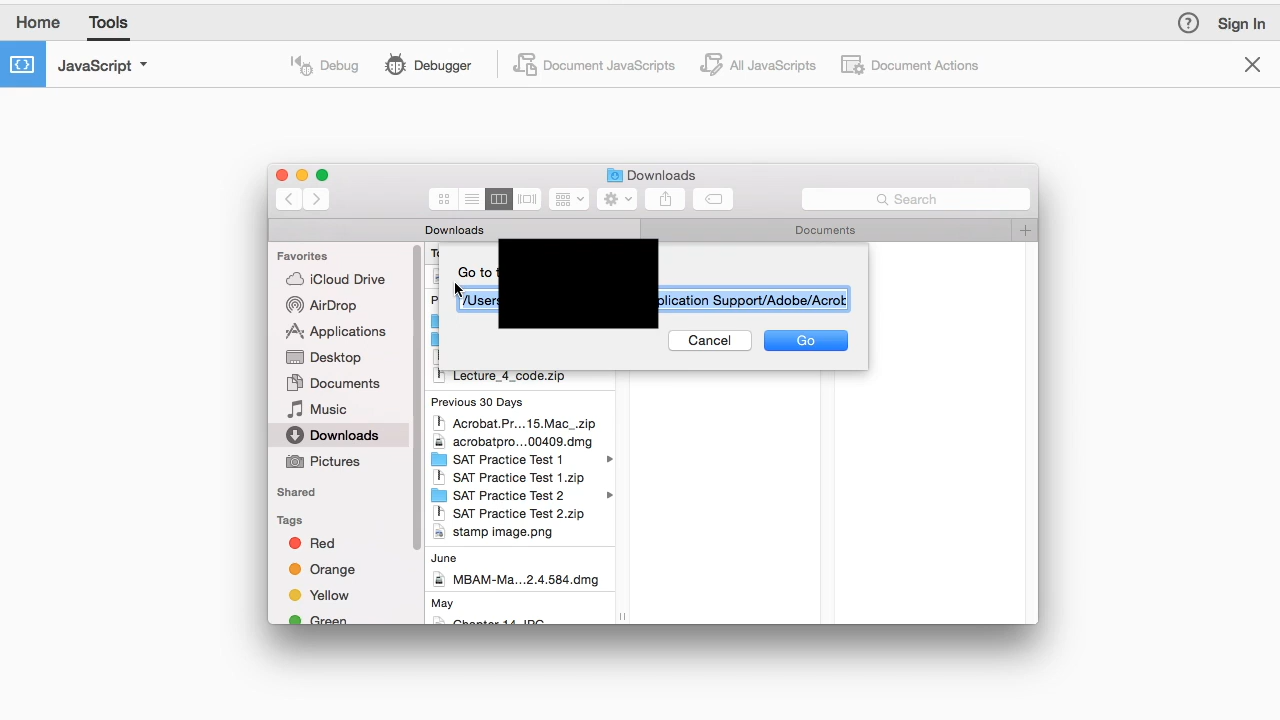 Home Tools ? Sign In
JavaScript Debug Debugger Document JavaScripts All JavaScripts Document Actions
Downloads
Search
Downloads Documents
Favorites
iCloud Drive
AirDrop
Applications
Desktop
Documents
Music
Downloads
Pictures
Shared
Tags
Red
Orange
Yellow
Green
Go to
/Users plication Support/Adobe/Acrob
Cancel Go
Lecture_4_code.zip
Previous 30 Days
Acrobat.Pr...15.Mac_.zip
acrobatpro...00409.dmg
SAT Practice Test 1
SAT Practice Test 1.zip
SAT Practice Test 2
SAT Practice Test 2.zip
stamp image.png
June
MBAM-Ma...2.4.584.dmg
May
Chapter 14.JPG